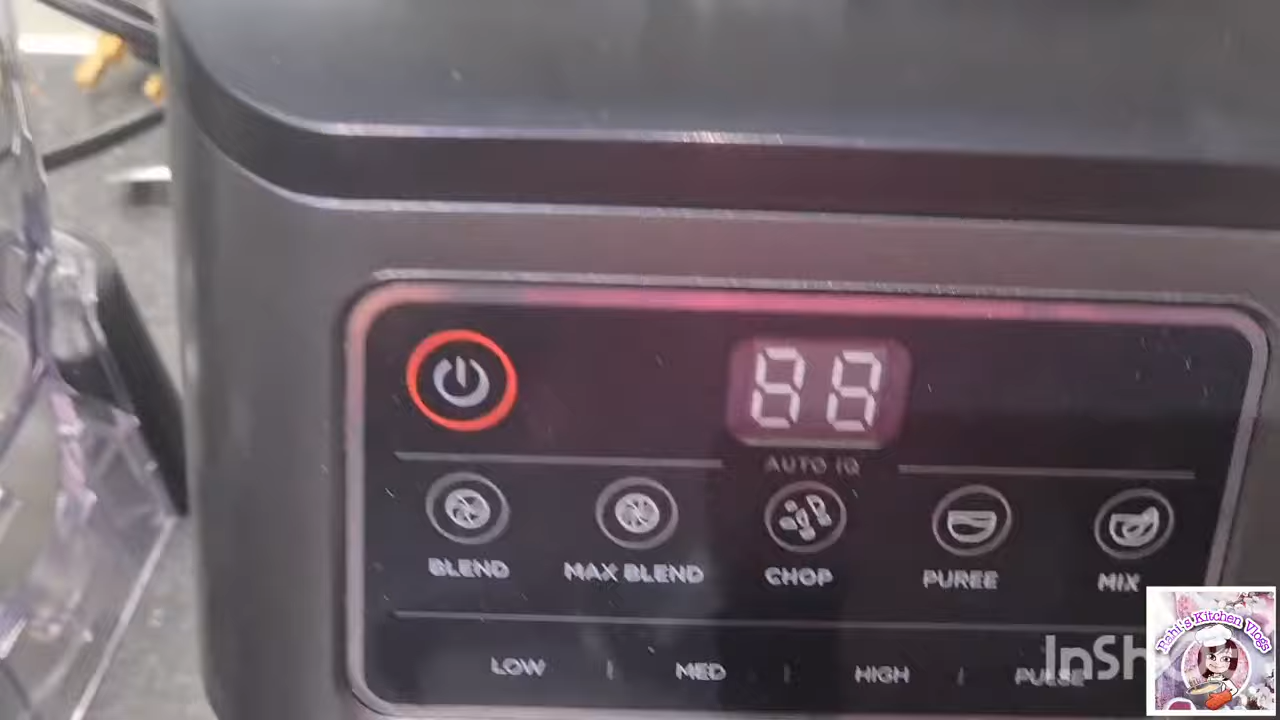 88
AUTO IQ
BLEND MAX BLEND CHOP PUREE MIX
LOW | MED | HIGH | PULSE
InSh
Rahi's Kitchen Vlogs